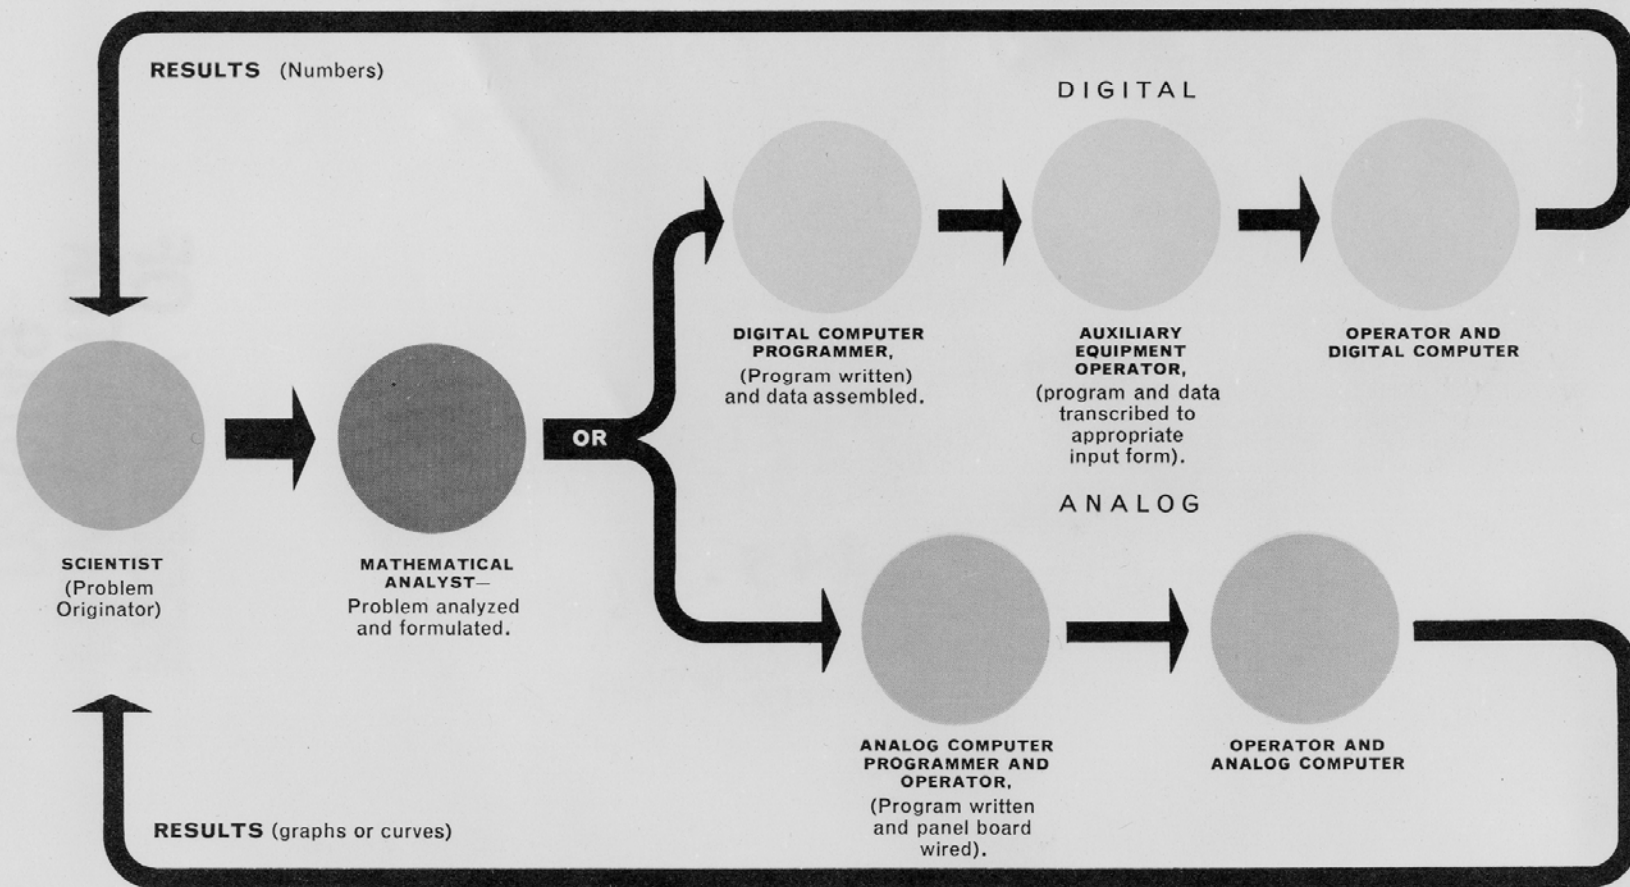 RESULTS (Numbers)
DIGITAL
DIGITAL COMPUTER
PROGRAMMER,
(Program written)
and data assembled.
AUXILIARY
EQUIPMENT
OPERATOR,
(program and data
transcribed to
appropriate
input form).
OPERATOR AND
DIGITAL COMPUTER
OR
SCIENTIST
(Problem
Originator)
MATHEMATICAL
ANALYST—
Problem analyzed
and formulated.
ANALOG
ANALOG COMPUTER
PROGRAMMER AND
OPERATOR,
(Program written
and panel board
wired).
OPERATOR AND
ANALOG COMPUTER
RESULTS (graphs or curves)